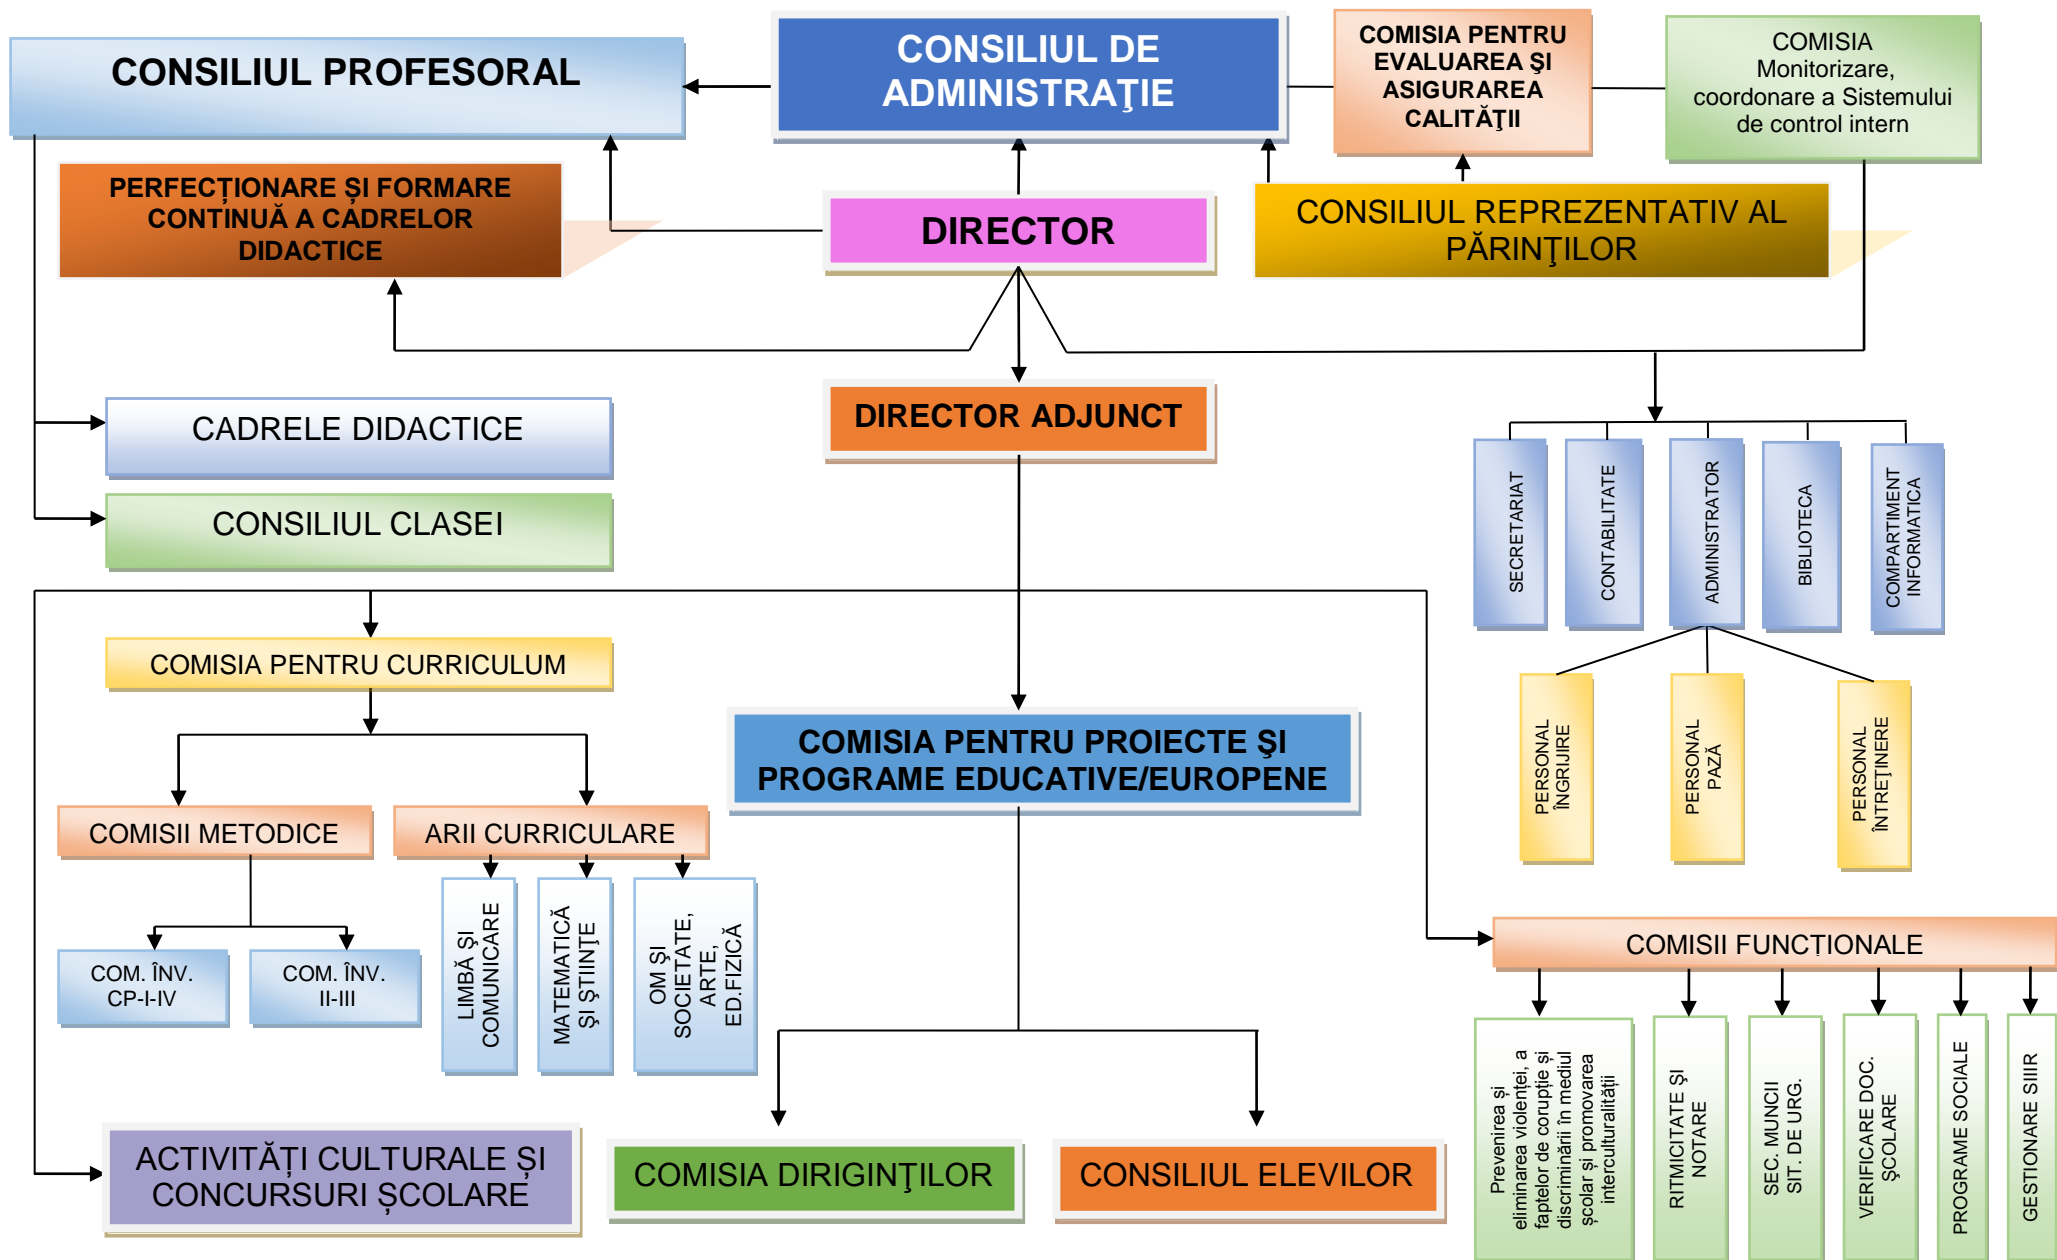 CONSILIUL PROFESORAL
CONSILIUL DE
ADMINISTRAŢIE
COMISIA PENTRU
EVALUAREA ŞI
ASIGURAREA
CALITĂŢII
COMISIA
Monitorizare,
coordonare a Sistemului
de control intern
PERFECȚIONARE ȘI FORMARE
CONTINUĂ A CADRELOR
DIDACTICE
DIRECTOR
CONSILIUL REPREZENTATIV AL
PĂRINŢILOR
DIRECTOR ADJUNCT
CADRELE DIDACTICE
CONSILIUL CLASEI
SECRETARIAT
CONTABILITATE
ADMINISTRATOR
BIBLIOTECA
COMPARTIMENT
INFORMATICA
COMISIA PENTRU CURRICULUM
PERSONAL
ÎNGRIJIRE
PERSONAL
PAZĂ
PERSONAL
ÎNTREŢINERE
COMISIA PENTRU PROIECTE ŞI
PROGRAME EDUCATIVE/EUROPENE
COMISII METODICE
ARII CURRICULARE
LIMBĂ ŞI
COMUNICARE
MATEMATICĂ
ŞI ŞTIINŢE
OM ŞI
SOCIETATE,
ARTE,
ED.FIZICĂ
COM. ÎNV.
CP-I-IV
COM. ÎNV.
II-III
COMISII FUNCȚIONALE
Prevenirea și
eliminarea violenței, a
faptelor de corupție și
discriminării în mediul
școlar și promovarea
interculturalității
RITMICITATE ŞI
NOTARE
SEC. MUNCII
SIT. DE URG.
VERIFICARE DOC.
ŞCOLARE
PROGRAME SOCIALE
GESTIONARE SIIIR
ACTIVITĂȚI CULTURALE ȘI
CONCURSURI ȘCOLARE
COMISIA DIRIGINŢILOR
CONSILIUL ELEVILOR